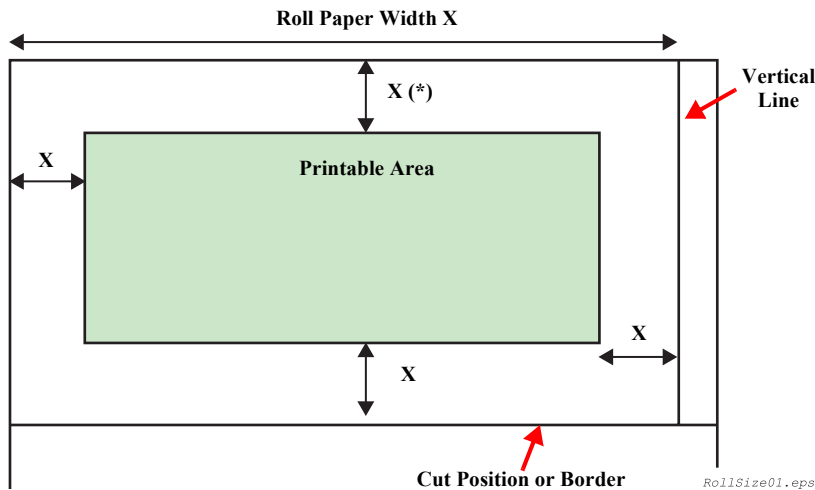 Roll Paper Width X
X (*)
Vertical
Line
X
Printable Area
X
X
Cut Position or Border
RollSize01.eps